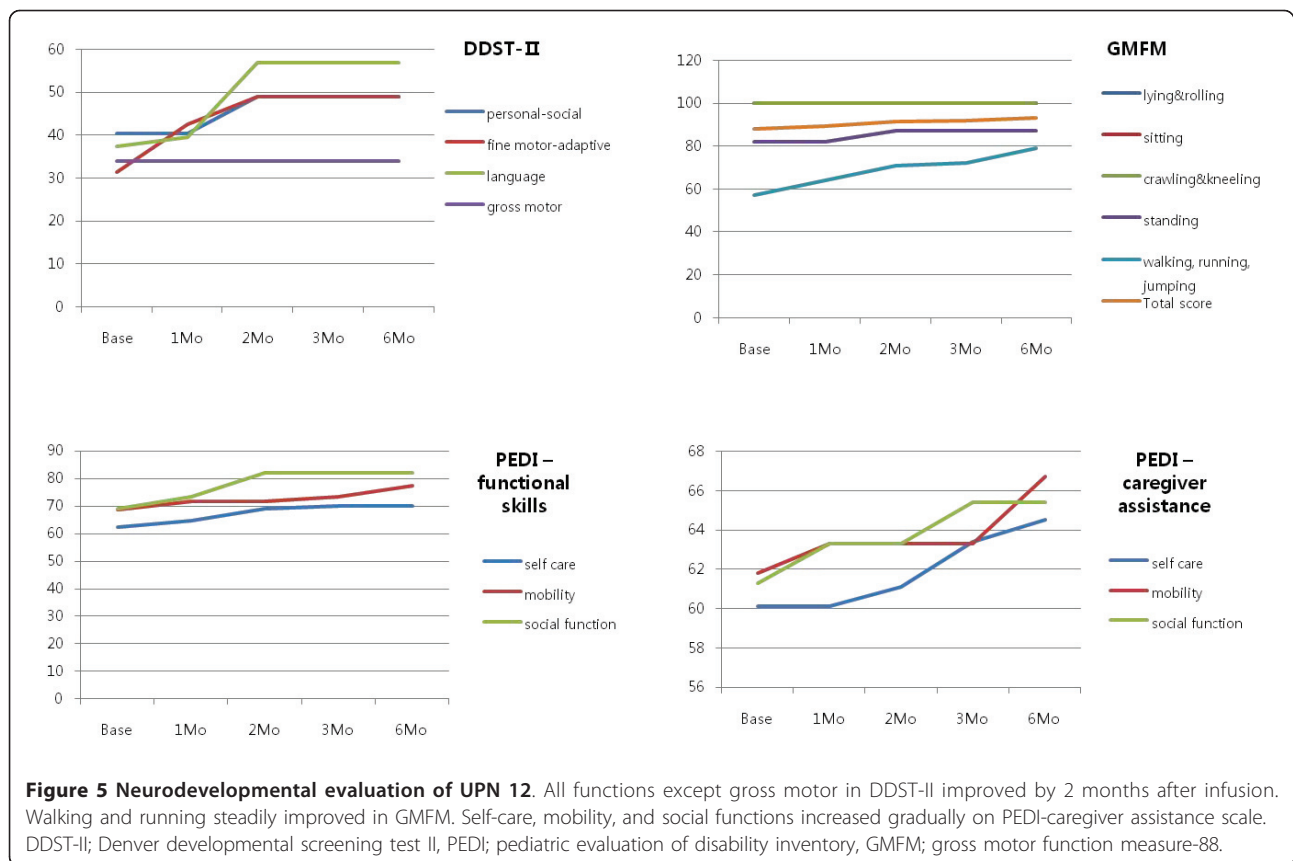 DDST-II
60
50
40
30
20
10
0
Base 1Mo 2Mo 3Mo 6Mo
personal-social
fine motor-adaptive
language
gross motor
GMFM
120
100
80
60
40
20
0
Base 1Mo 2Mo 3Mo 6Mo
lying&rolling
sitting
crawling&kneeling
standing
walking, running,
jumping
Total score
PEDI –
functional
skills
90
80
70
60
50
40
30
20
10
0
Base 1Mo 2Mo 3Mo 6Mo
self care
mobility
social function
PEDI –
caregiver
assistance
68
66
64
62
60
58
56
Base 1Mo 2Mo 3Mo 6Mo
self care
mobility
social function
Figure 5 Neurodevelopmental evaluation of UPN 12. All functions except gross motor in DDST-II improved by 2 months after infusion.
Walking and running steadily improved in GMFM. Self-care, mobility, and social functions increased gradually on PEDI-caregiver assistance scale.
DDST-II; Denver developmental screening test II, PEDI; pediatric evaluation of disability inventory, GMFM; gross motor function measure-88.